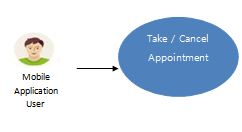 Take / Cancel
Appointment
Mobile
Application
User